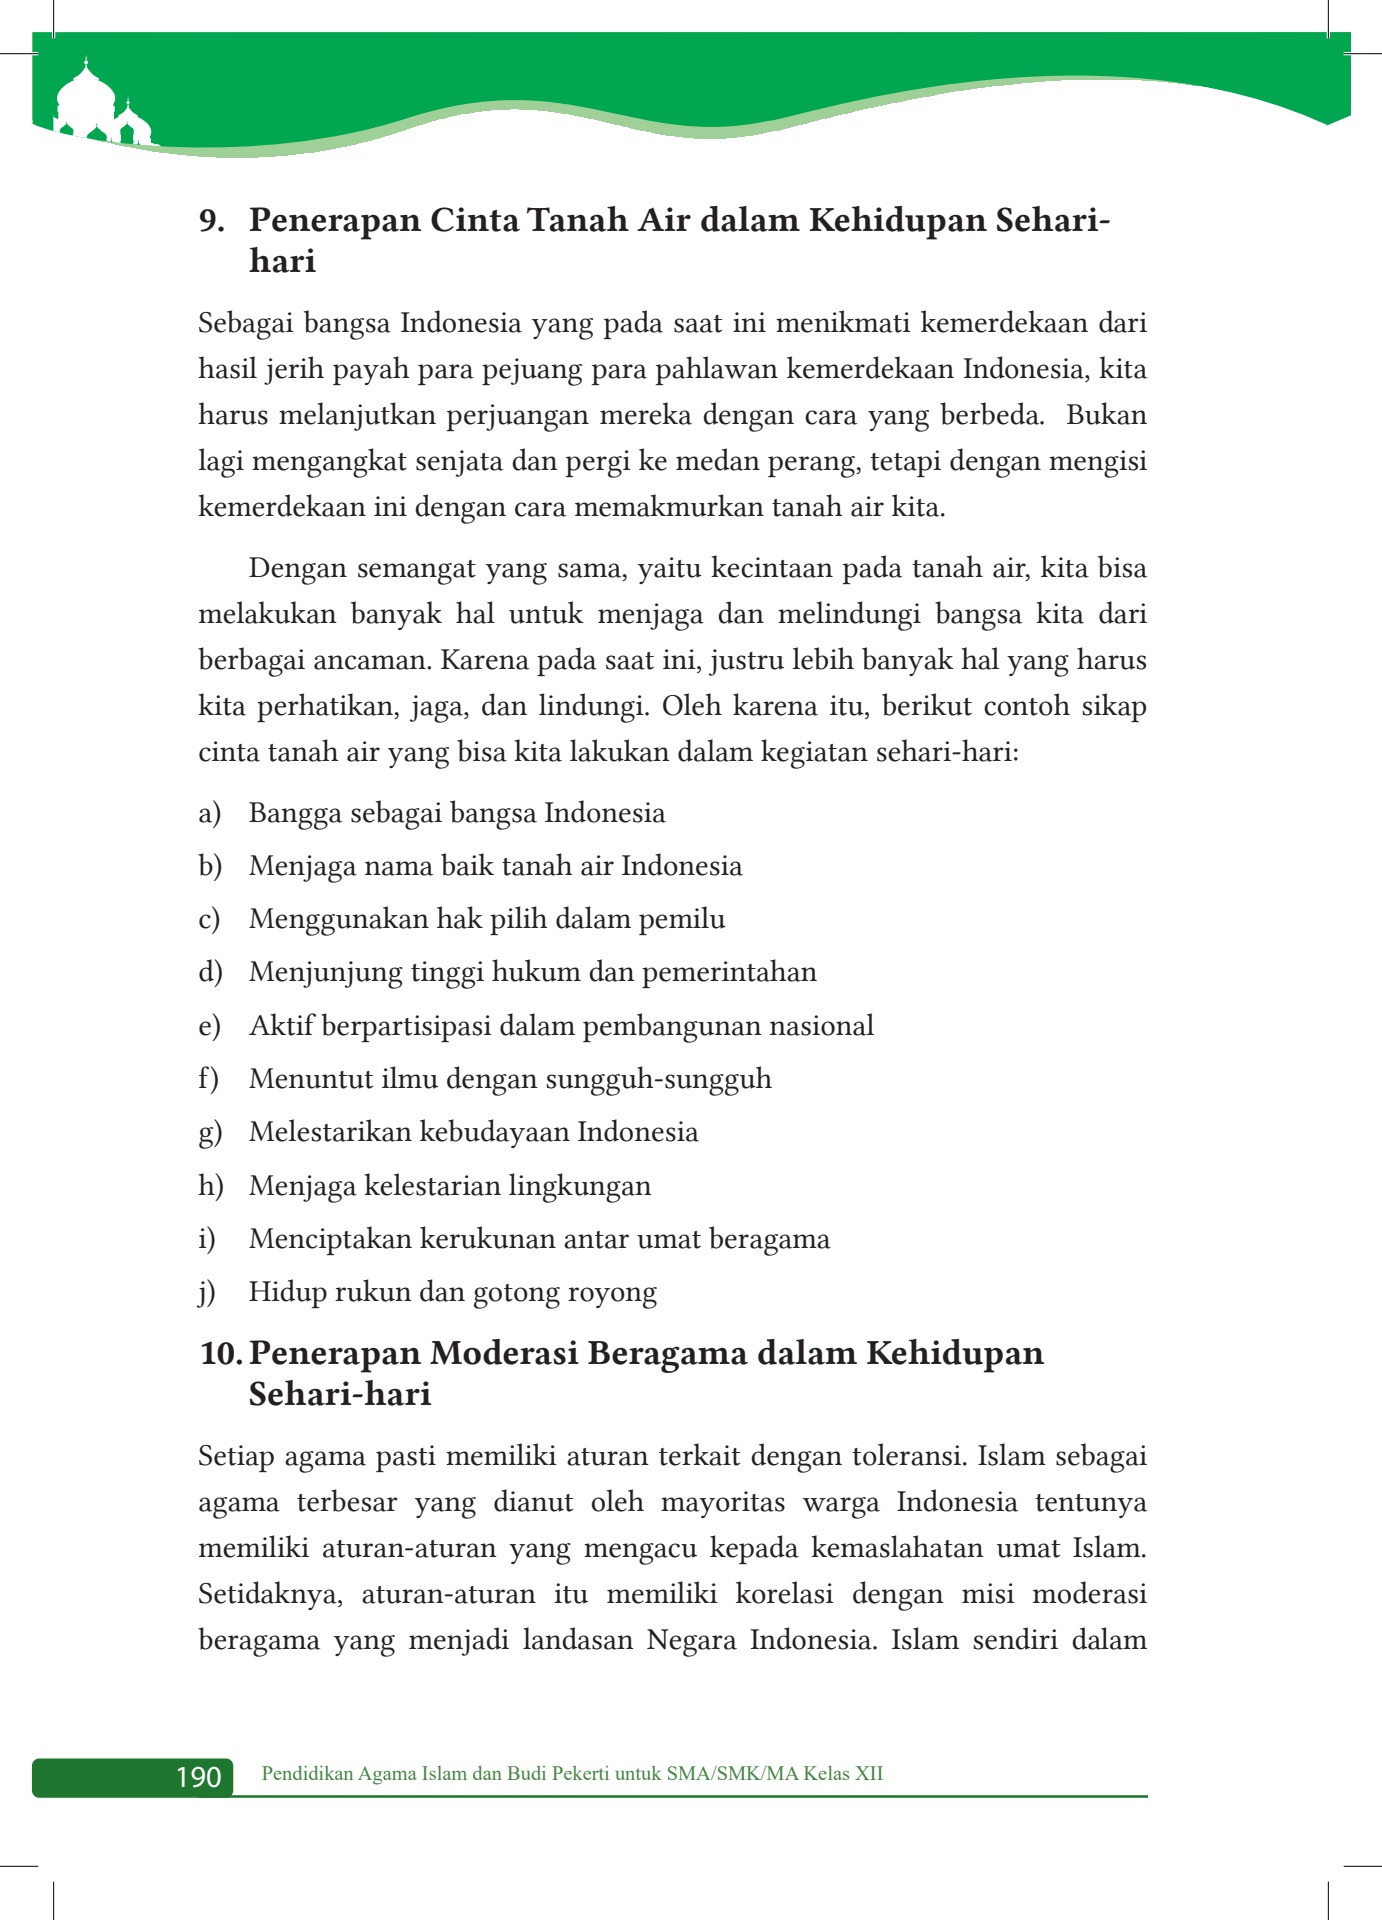 9. Penerapan Cinta Tanah Air dalam Kehidupan Sehari-
hari
Sebagai bangsa Indonesia yang pada saat ini menikmati kemerdekaan dari
hasil jerih payah para pejuang para pahlawan kemerdekaan Indonesia, kita
harus melanjutkan perjuangan mereka dengan cara yang berbeda. Bukan
lagi mengangkat senjata dan pergi ke medan perang, tetapi dengan mengisi
kemerdekaan ini dengan cara memakmurkan tanah air kita.
Dengan semangat yang sama, yaitu kecintaan pada tanah air, kita bisa
melakukan banyak hal untuk menjaga dan melindungi bangsa kita dari
berbagai ancaman. Karena pada saat ini, justru lebih banyak hal yang harus
kita perhatikan, jaga, dan lindungi. Oleh karena itu, berikut contoh sikap
cinta tanah air yang bisa kita lakukan dalam kegiatan sehari-hari:
a) Bangga sebagai bangsa Indonesia
b) Menjaga nama baik tanah air Indonesia
c) Menggunakan hak pilih dalam pemilu
d) Menjunjung tinggi hukum dan pemerintahan
e) Aktif berpartisipasi dalam pembangunan nasional
f) Menuntut ilmu dengan sungguh-sungguh
g) Melestarikan kebudayaan Indonesia
h) Menjaga kelestarian lingkungan
i) Menciptakan kerukunan antar umat beragama
j) Hidup rukun dan gotong royong
10. Penerapan Moderasi Beragama dalam Kehidupan
Sehari-hari
Setiap agama pasti memiliki aturan terkait dengan toleransi. Islam sebagai
agama terbesar yang dianut oleh mayoritas warga Indonesia tentunya
memiliki aturan-aturan yang mengacu kepada kemaslahatan umat Islam.
Setidaknya, aturan-aturan itu memiliki korelasi dengan misi moderasi
beragama yang menjadi landasan Negara Indonesia. Islam sendiri dalam
190 Pendidikan Agama Islam dan Budi Pekerti untuk SMA/SMK/MA Kelas XII